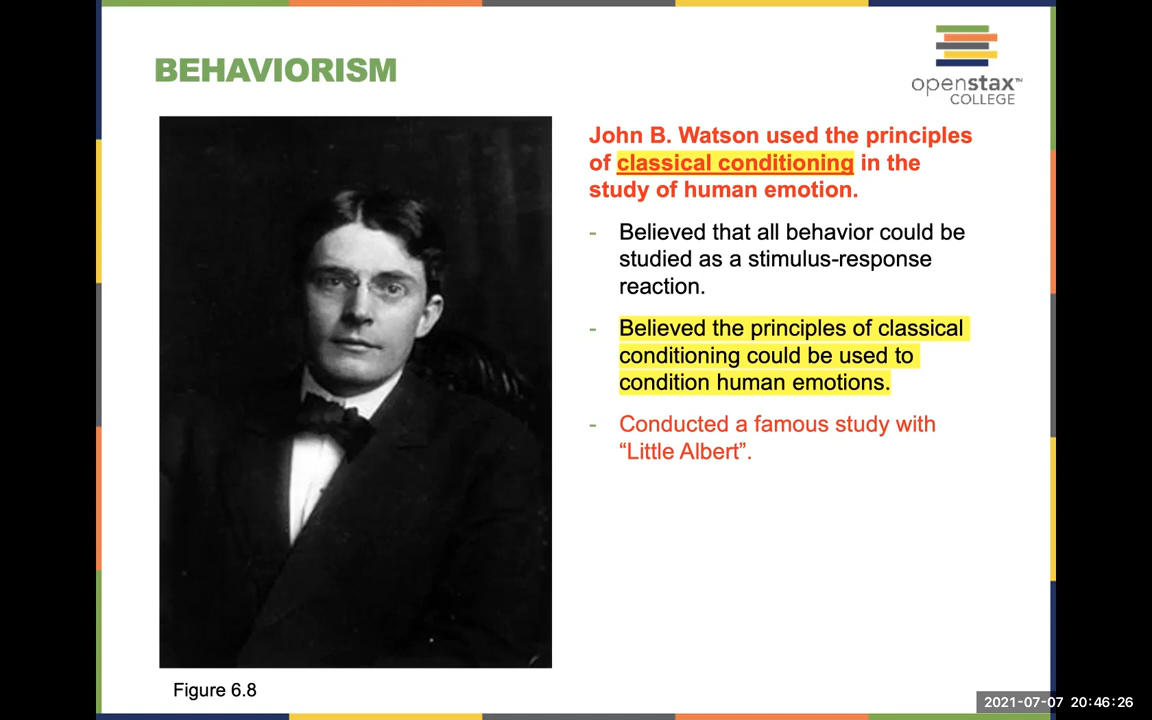 BEHAVIORISM
openstax™
COLLEGE
John B. Watson used the principles
of classical conditioning in the
study of human emotion.
- Believed that all behavior could be
studied as a stimulus-response
reaction.
- Believed the principles of classical
conditioning could be used to
condition human emotions.
- Conducted a famous study with
“Little Albert”.
Figure 6.8
2021-07-07 20:46:26